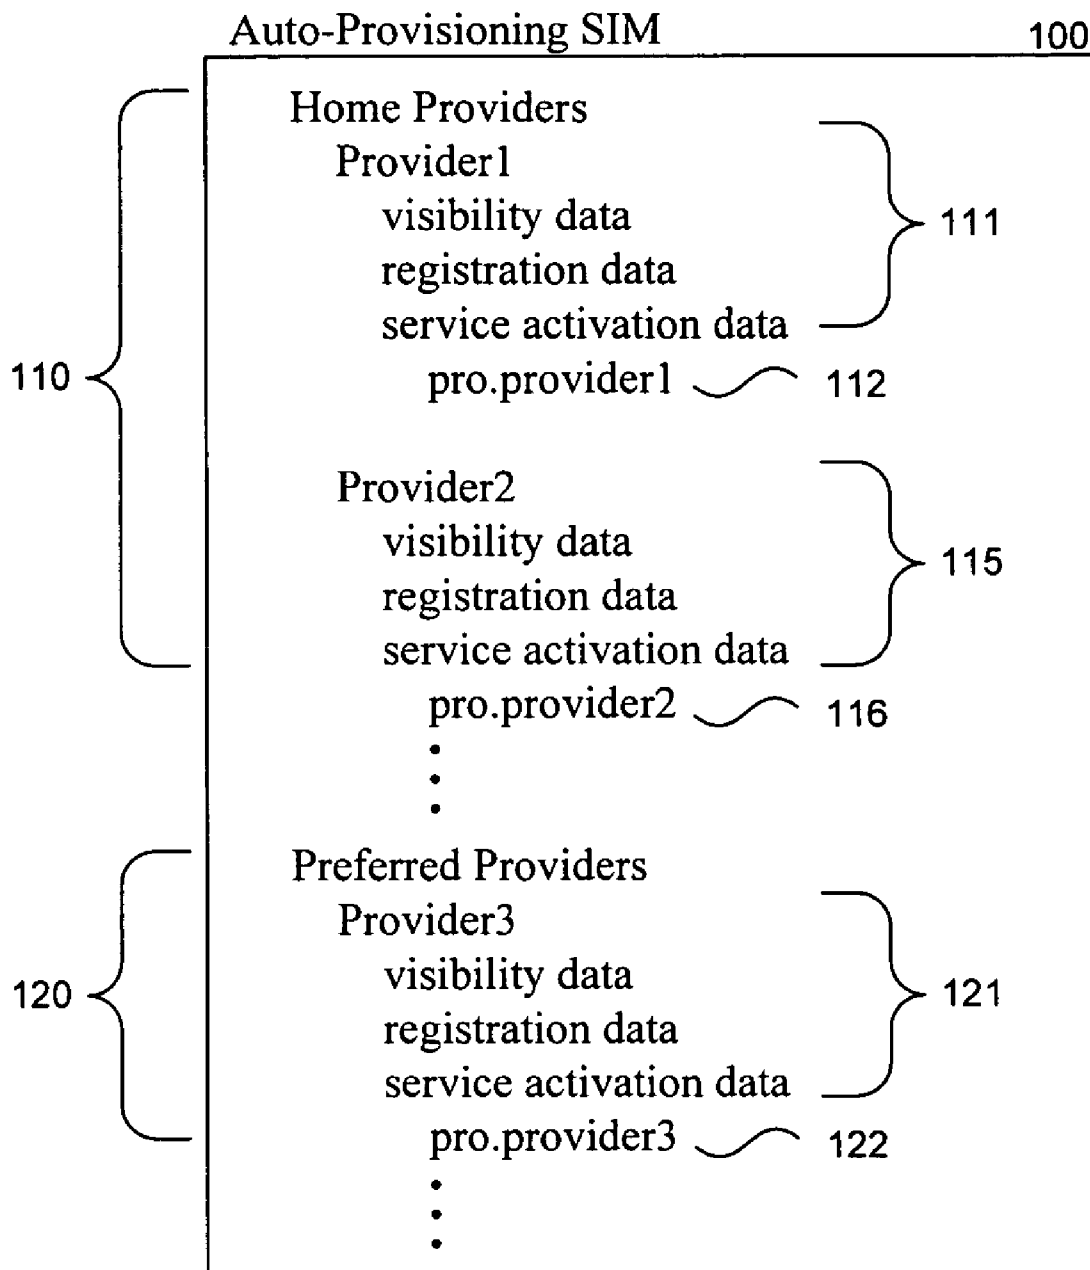 Auto-Provisioning SIM 100
Home Providers
Provider1
visibility data
111
registration data
service activation data
110
pro.provider1 112
Provider2
visibility data
115
registration data
service activation data
pro.provider2 116
Preferred Providers
Provider3
visibility data
120
121
registration data
service activation data
pro.provider3 122